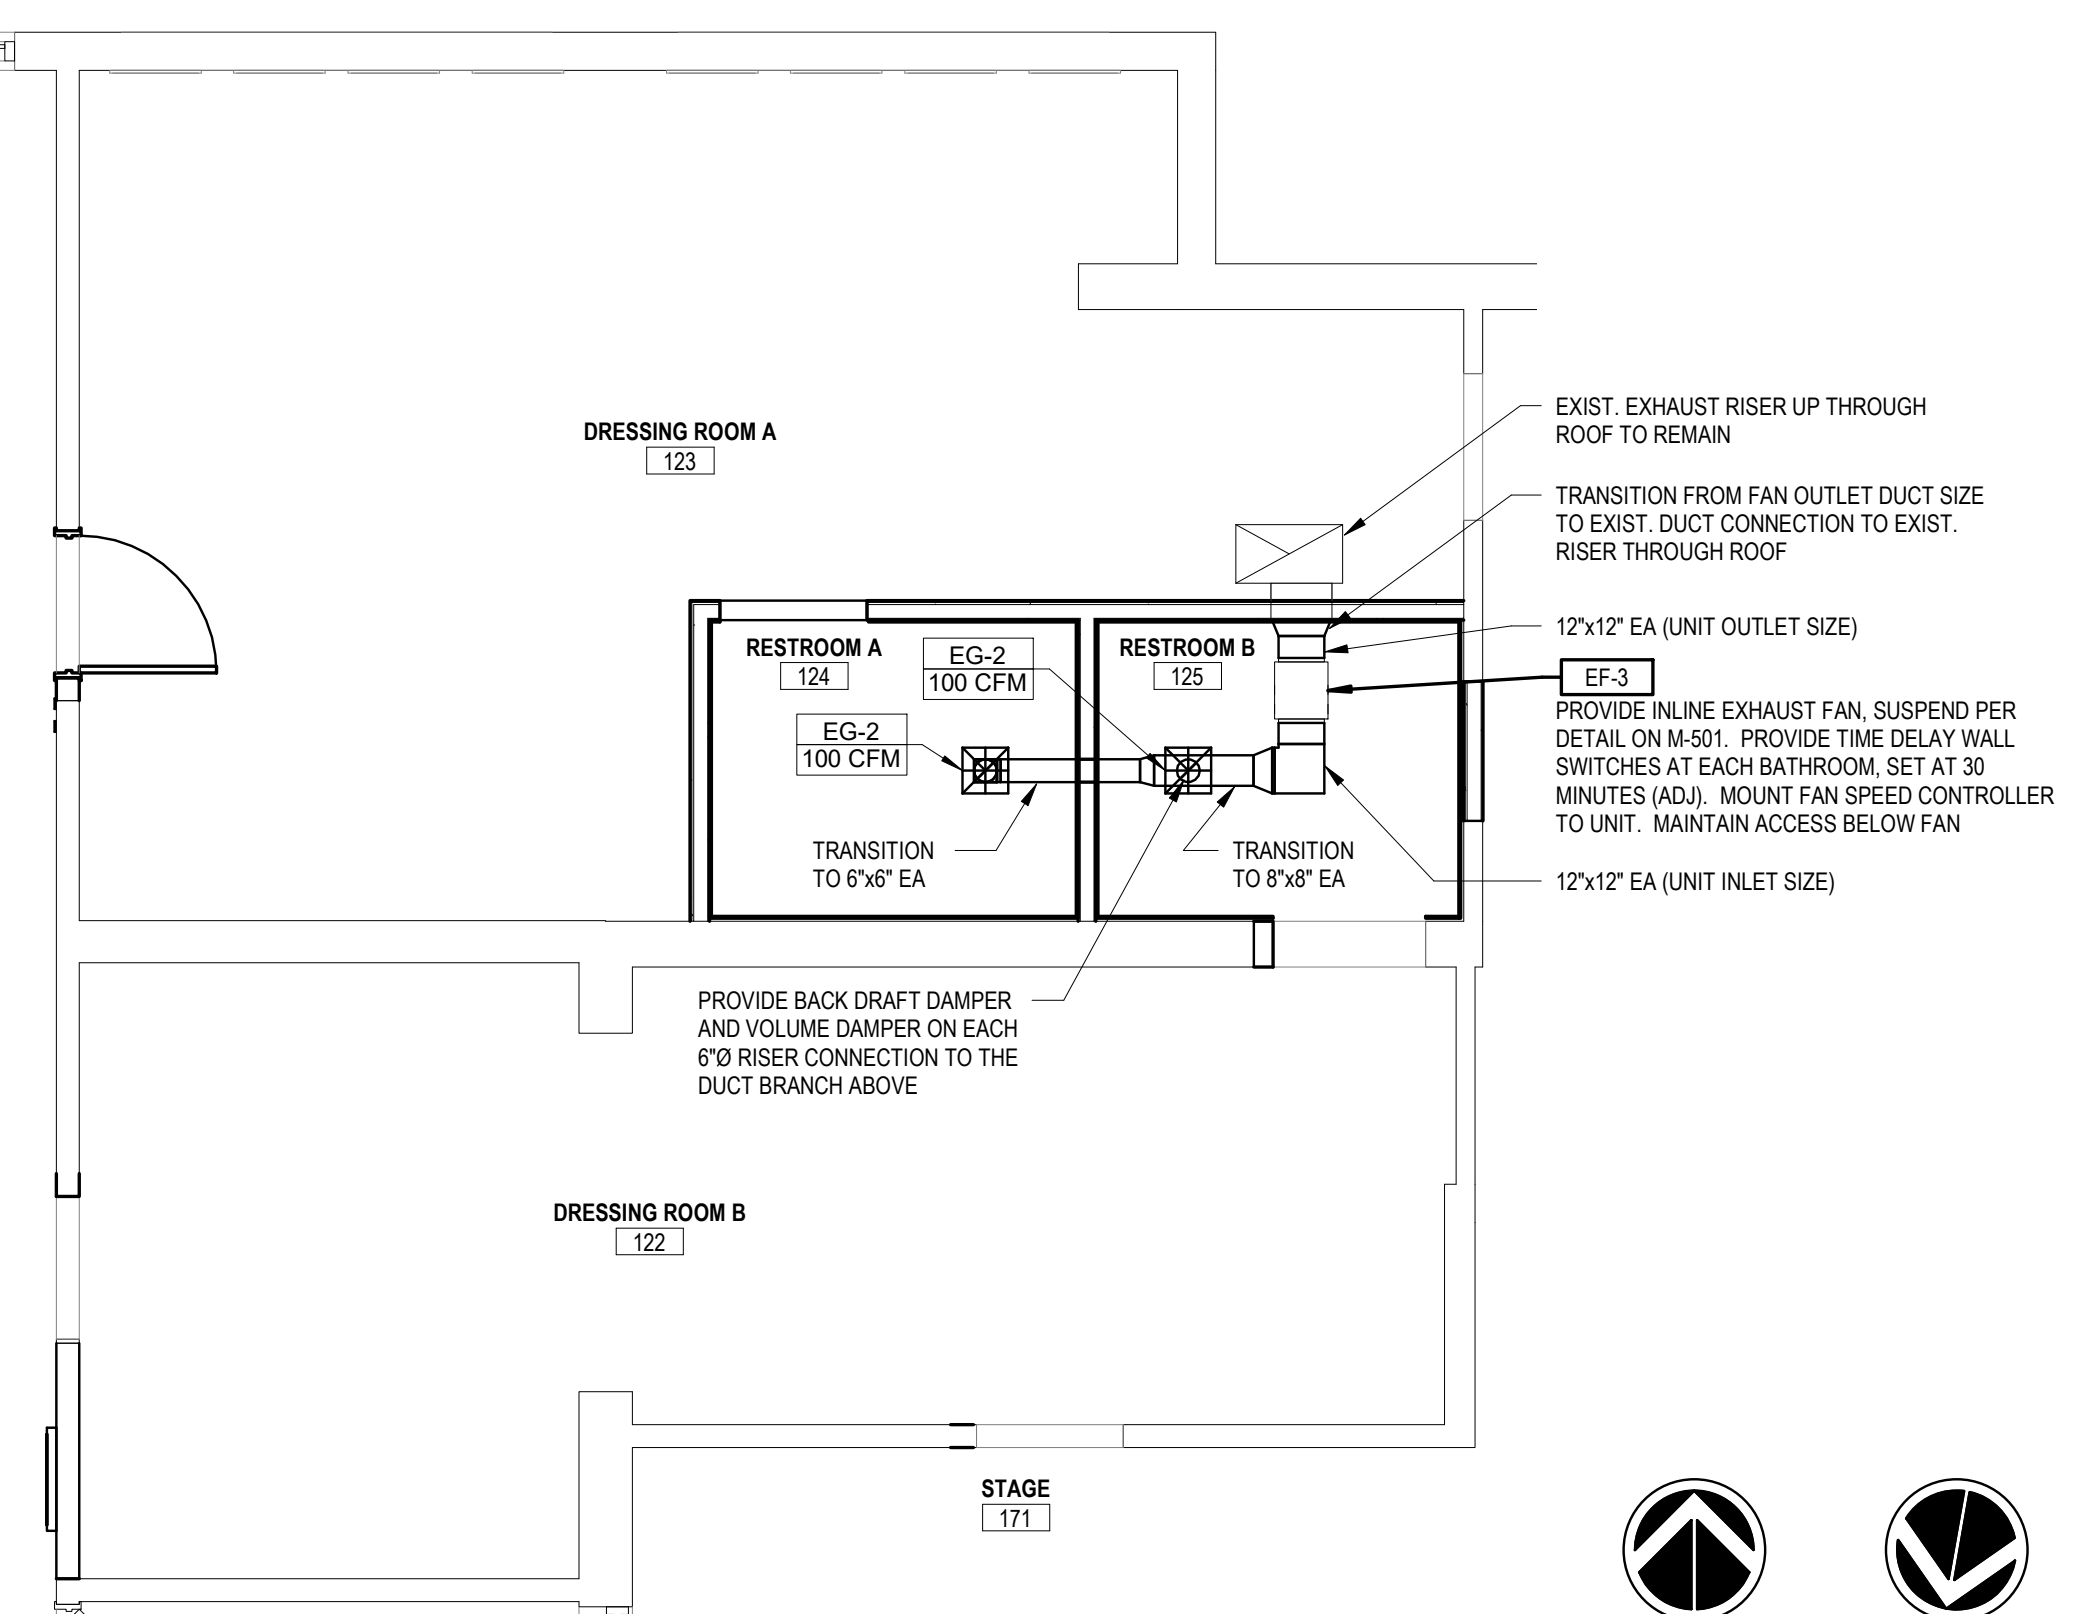 DRESSING ROOM A
123
EXIST. EXHAUST RISER UP THROUGH
ROOF TO REMAIN
TRANSITION FROM FAN OUTLET DUCT SIZE
TO EXIST. DUCT CONNECTION TO EXIST.
RISER THROUGH ROOF
12"x12" EA (UNIT OUTLET SIZE)
RESTROOM A
124
EG-2
100 CFM
RESTROOM B
125
EF-3
PROVIDE INLINE EXHAUST FAN, SUSPEND PER
DETAIL ON M-501. PROVIDE TIME DELAY WALL
SWITCHES AT EACH BATHROOM, SET AT 30
MINUTES (ADJ). MOUNT FAN SPEED CONTROLLER
TO UNIT. MAINTAIN ACCESS BELOW FAN
EG-2
100 CFM
TRANSITION
TO 6"x6" EA
TRANSITION
TO 8"x8" EA
12"x12" EA (UNIT INLET SIZE)
PROVIDE BACK DRAFT DAMPER
AND VOLUME DAMPER ON EACH
6"Ø RISER CONNECTION TO THE
DUCT BRANCH ABOVE
DRESSING ROOM B
122
STAGE
171